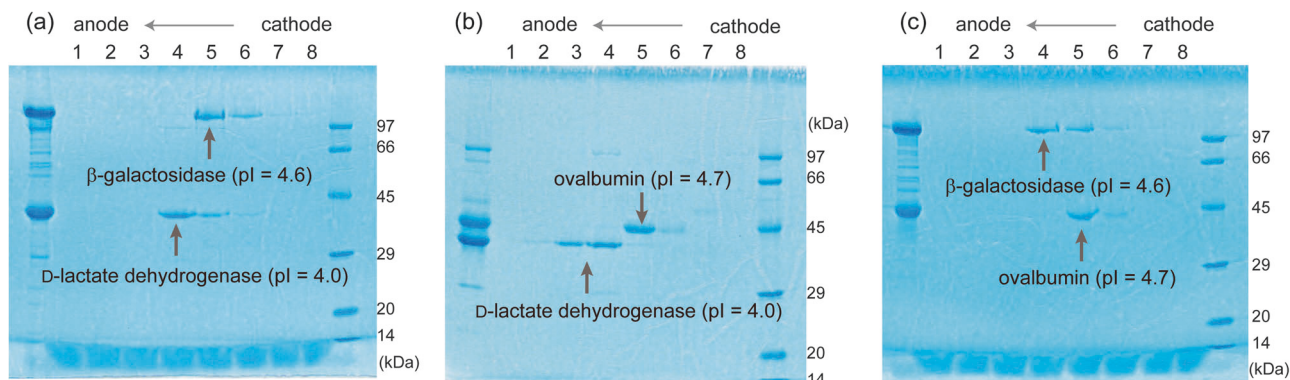 (a) anode ← cathode
1 2 3 4 5 6 7 8
97
66
β-galactosidase (pI = 4.6)
45
29
D-lactate dehydrogenase (pI = 4.0)
20
14
(kDa)
(b) anode ← cathode
1 2 3 4 5 6 7 8
(kDa)
97
ovalbumin (pI = 4.7)
66
45
29
D-lactate dehydrogenase (pI = 4.0)
20
14
(c) anode ← cathode
1 2 3 4 5 6 7 8
97
66
β-galactosidase (pI = 4.6)
45
29
ovalbumin (pI = 4.7)
20
14
(kDa)